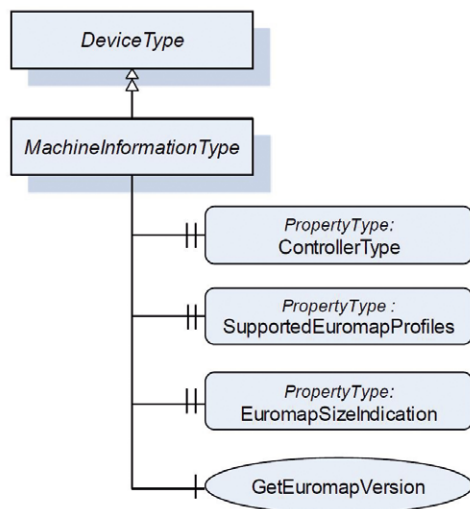 DeviceType
MachineInformationType
PropertyType:
ControllerType
PropertyType :
SupportedEuromapProfiles
PropertyType:
EuromapSizeIndication
GetEuromapVersion